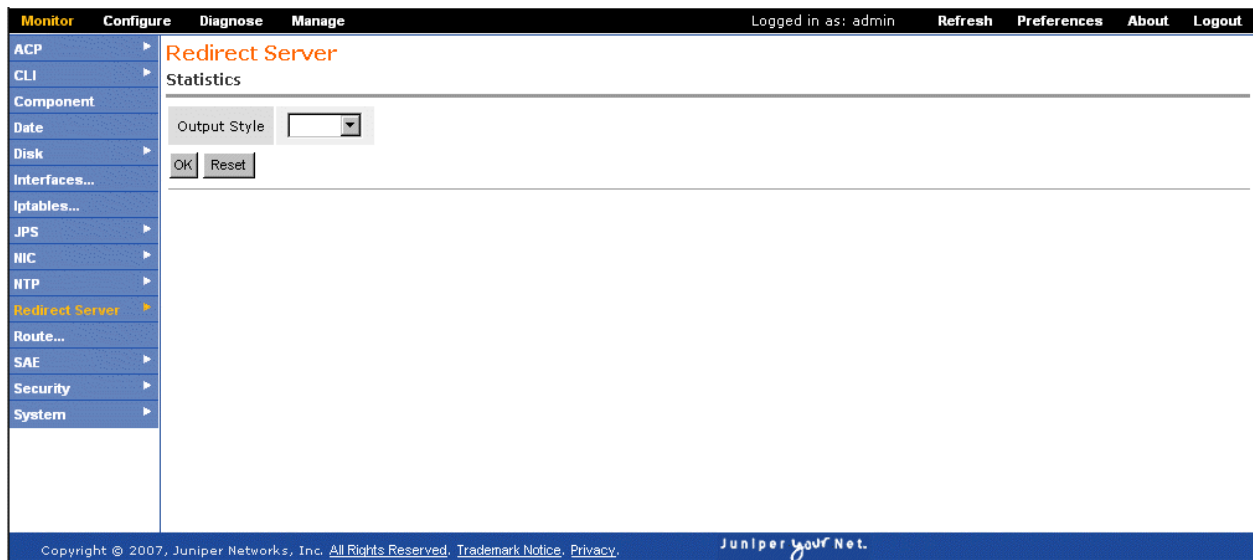 Monitor Configure Diagnose Manage Logged in as: admin Refresh Preferences About Logout
ACP
CLI
Component
Date
Disk
Interfaces...
Iptables...
JPS
NIC
NTP
Redirect Server
Route...
SAE
Security
System
Redirect Server
Statistics
Output Style
OK Reset
Copyright © 2007, Juniper Networks, Inc. All Rights Reserved. Trademark Notice. Privacy.
Juniper your Net.